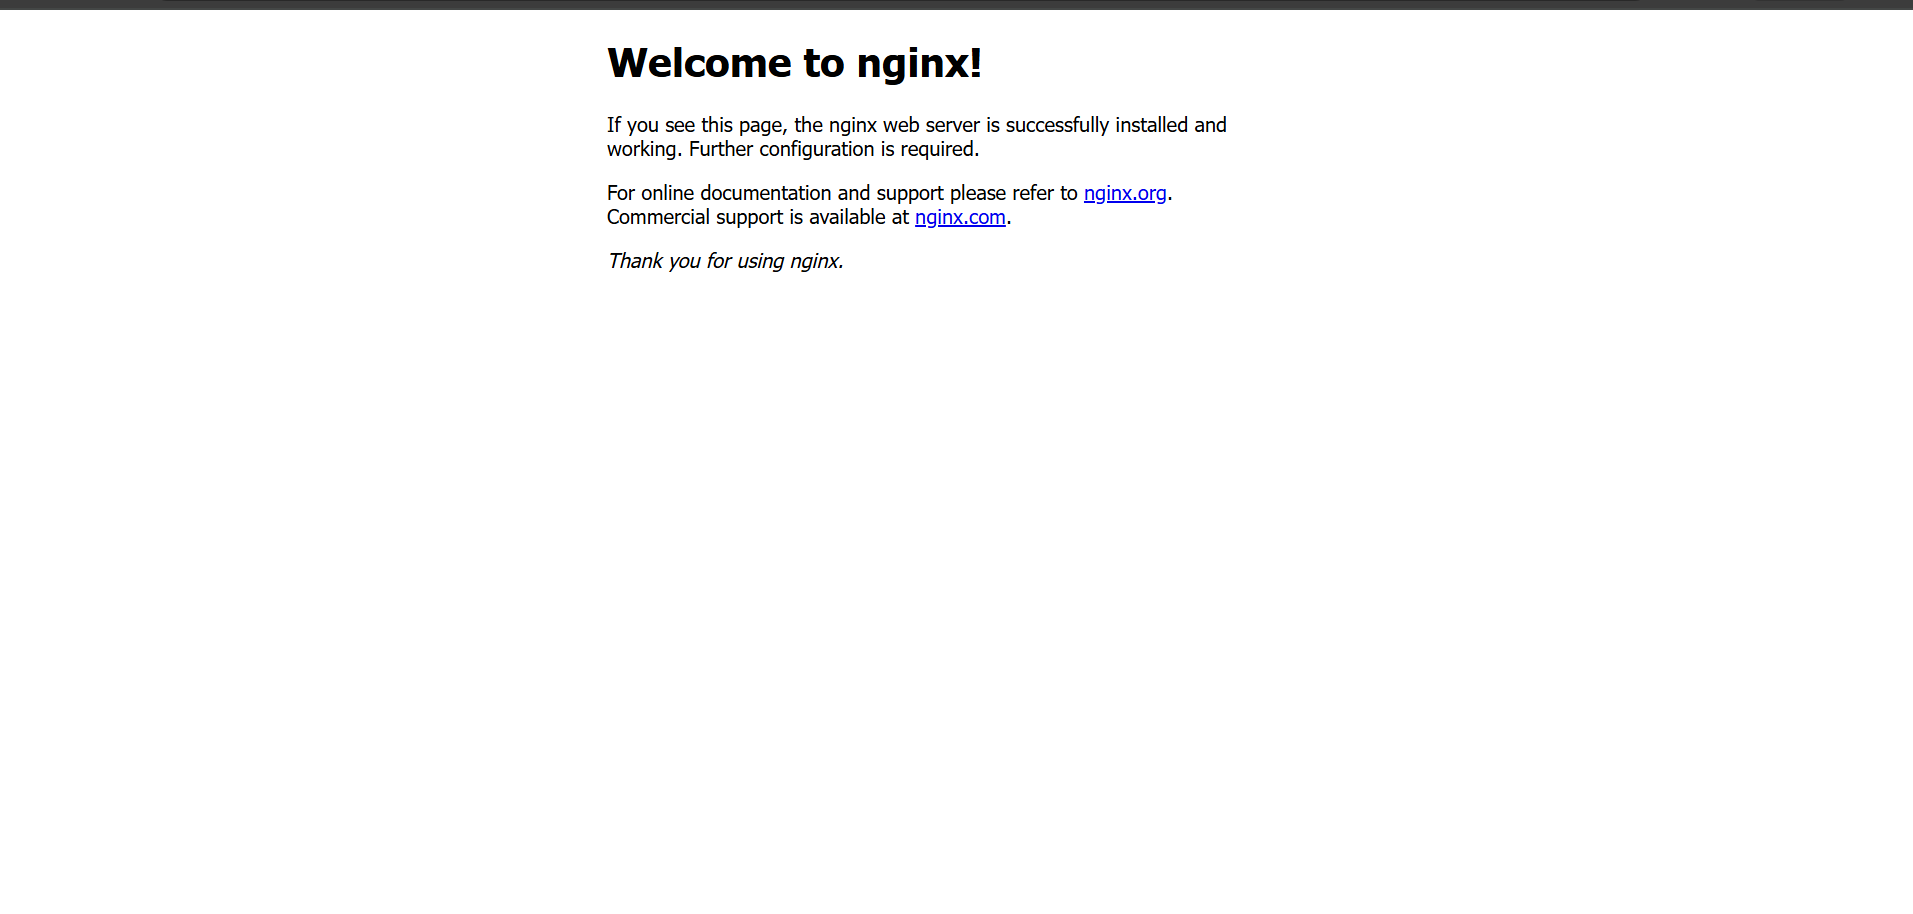 Welcome to nginx!
If you see this page, the nginx web server is successfully installed and
working. Further configuration is required.
For online documentation and support please refer to nginx.org.
Commercial support is available at nginx.com.
Thank you for using nginx.